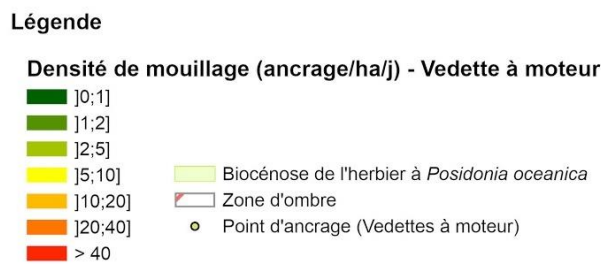 Légende
Densité de mouillage (ancrage/ha/j) - Vedette à moteur
]0;1]
]1;2]
]2;5]
]5;10]
]10;20]
]20;40]
> 40
Biocénose de l'herbier à Posidonia oceanica
Zone d'ombre
Point d'ancrage (Vedettes à moteur)